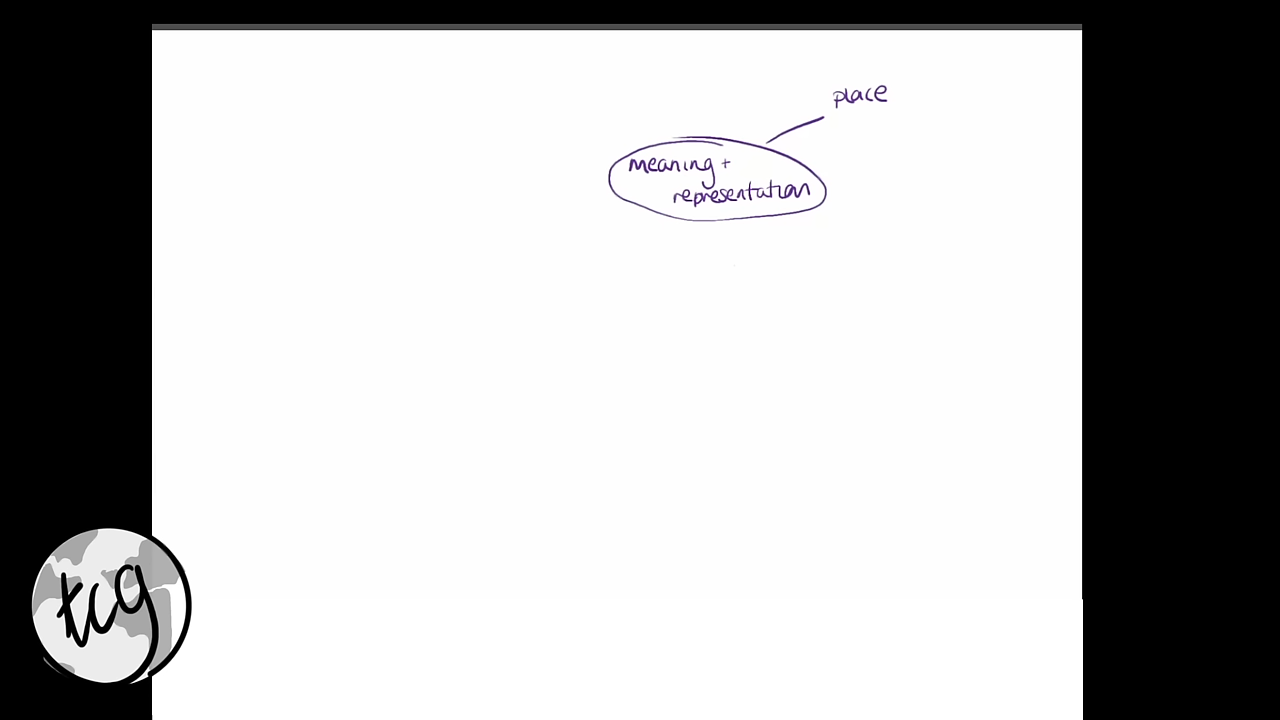 place
meaning +
representation
tcg